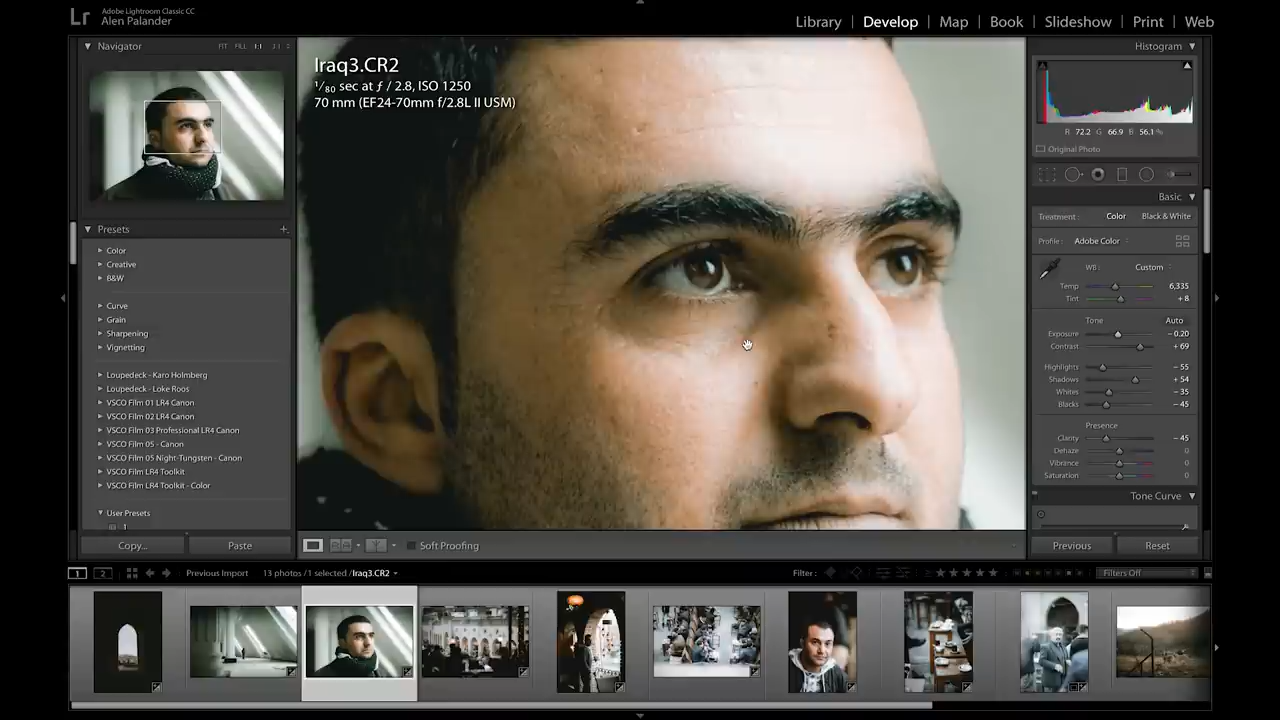 Lr
Adobe Lightroom Classic CC
Alen Palander
Library | Develop | Map | Book | Slideshow | Print | Web
Navigator
FIT FILL 1:1 3:1
Presets
Color
Creative
B&W
Curve
Grain
Sharpening
Vignetting
Loupedeck - Karo Holmberg
Loupedeck - Loke Roos
VSCO Film 01 LR4 Canon
VSCO Film 02 LR4 Canon
VSCO Film 03 Professional LR4 Canon
VSCO Film 05 - Canon
VSCO Film 05 Night-Tungsten - Canon
VSCO Film LR4 Toolkit
VSCO Film LR4 Toolkit - Color
User Presets
1
Copy...
Paste
Iraq3.CR2
1/80 sec at ƒ / 2.8, ISO 1250
70 mm (EF24-70mm f/2.8L II USM)
Soft Proofing
Histogram
R 72.2 G 66.9 B 56.1 %
Original Photo
Basic
Treatment : Color Black & White
Profile : Adobe Color
WB : Custom
Temp 6,335
Tint + 8
Tone Auto
Exposure − 0.20
Contrast + 69
Highlights − 55
Shadows + 54
Whites − 35
Blacks − 45
Presence
Clarity − 45
Dehaze 0
Vibrance 0
Saturation 0
Tone Curve
Previous
Reset
1 2 Previous Import 13 photos / 1 selected / Iraq3.CR2
Filter : Filters Off